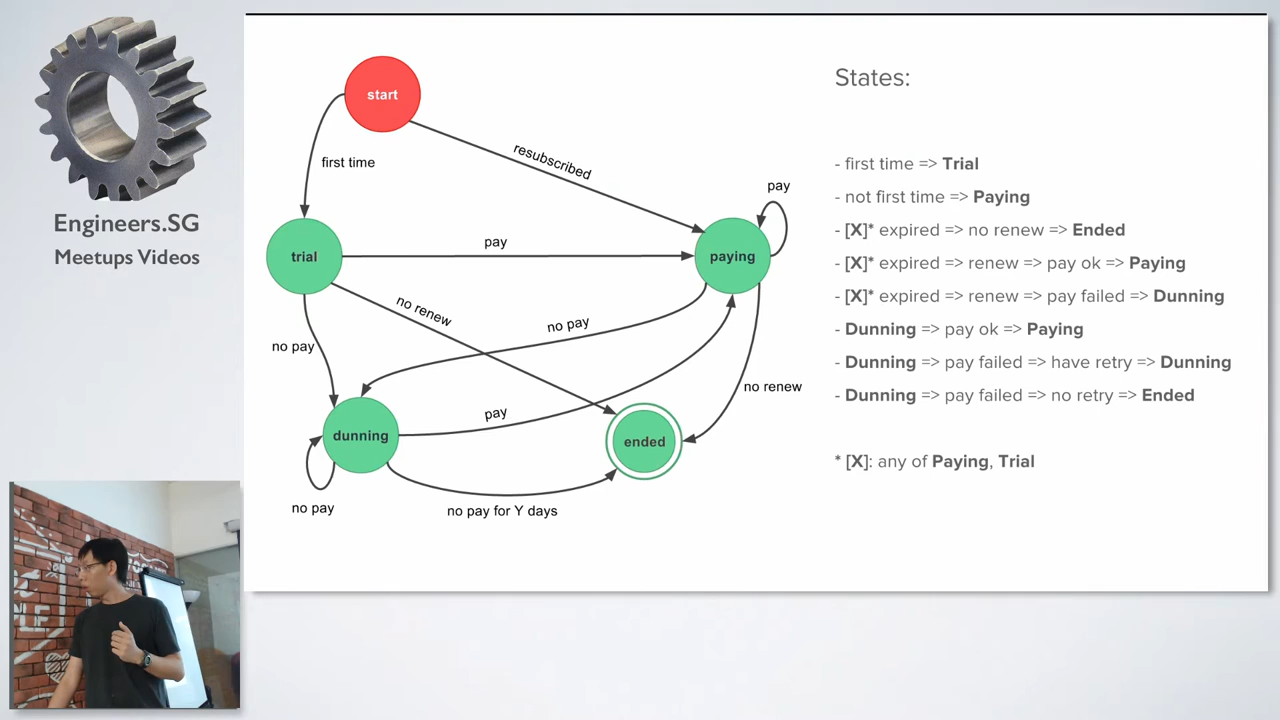 Engineers.SG
Meetups Videos
start
first time
resubscribed
pay
trial
pay
paying
no renew
no pay
no pay
no renew
pay
dunning
ended
no pay
no pay for Y days
States:
- first time => Trial
- not first time => Paying
- [X]* expired => no renew => Ended
- [X]* expired => renew => pay ok => Paying
- [X]* expired => renew => pay failed => Dunning
- Dunning => pay ok => Paying
- Dunning => pay failed => have retry => Dunning
- Dunning => pay failed => no retry => Ended
* [X]: any of Paying, Trial